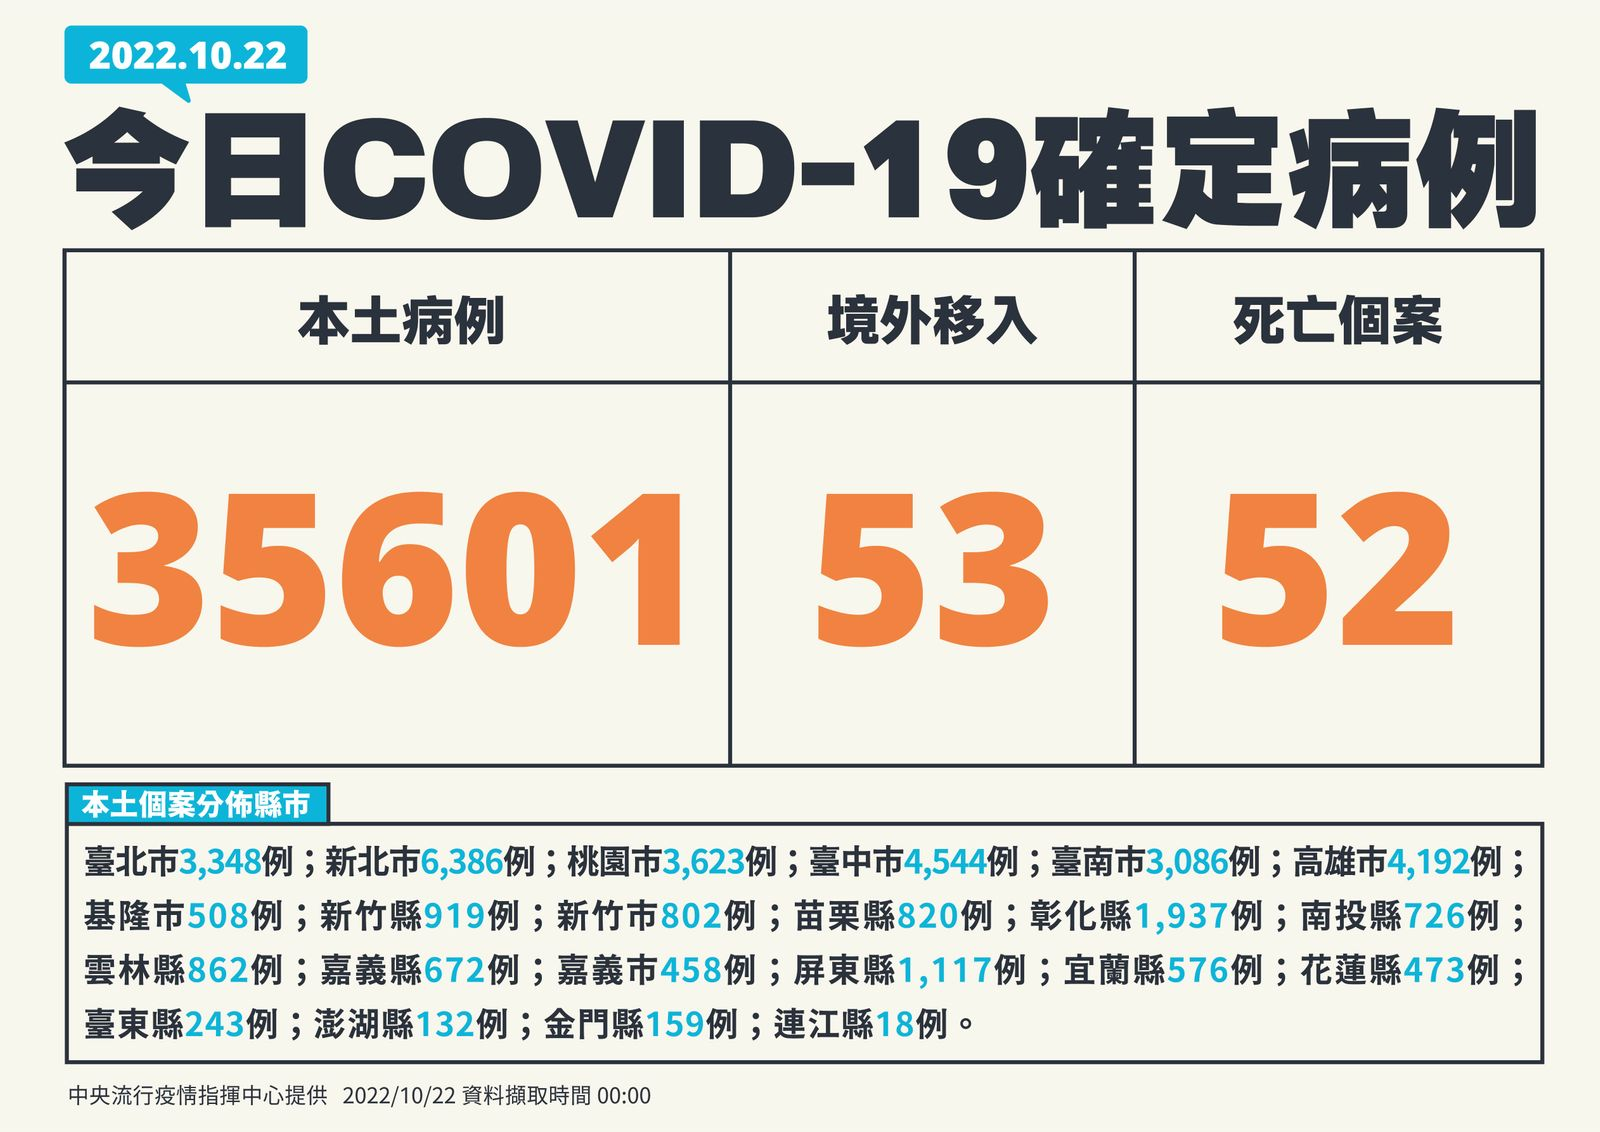 2022.10.22
今日COVID-19確定病例
本土病例 境外移入 死亡個案
35601 53 52
本土個案分佈縣市
臺北市3,348例；新北市6,386例；桃園市3,623例；臺中市4,544例；臺南市3,086例；高雄市4,192例；
基隆市508例；新竹縣919例；新竹市802例；苗栗縣820例；彰化縣1,937例；南投縣726例；
雲林縣862例；嘉義縣672例；嘉義市458例；屏東縣1,117例；宜蘭縣576例；花蓮縣473例；
臺東縣243例；澎湖縣132例；金門縣159例；連江縣18例。
中央流行疫情指揮中心提供 2022/10/22 資料擷取時間 00:00